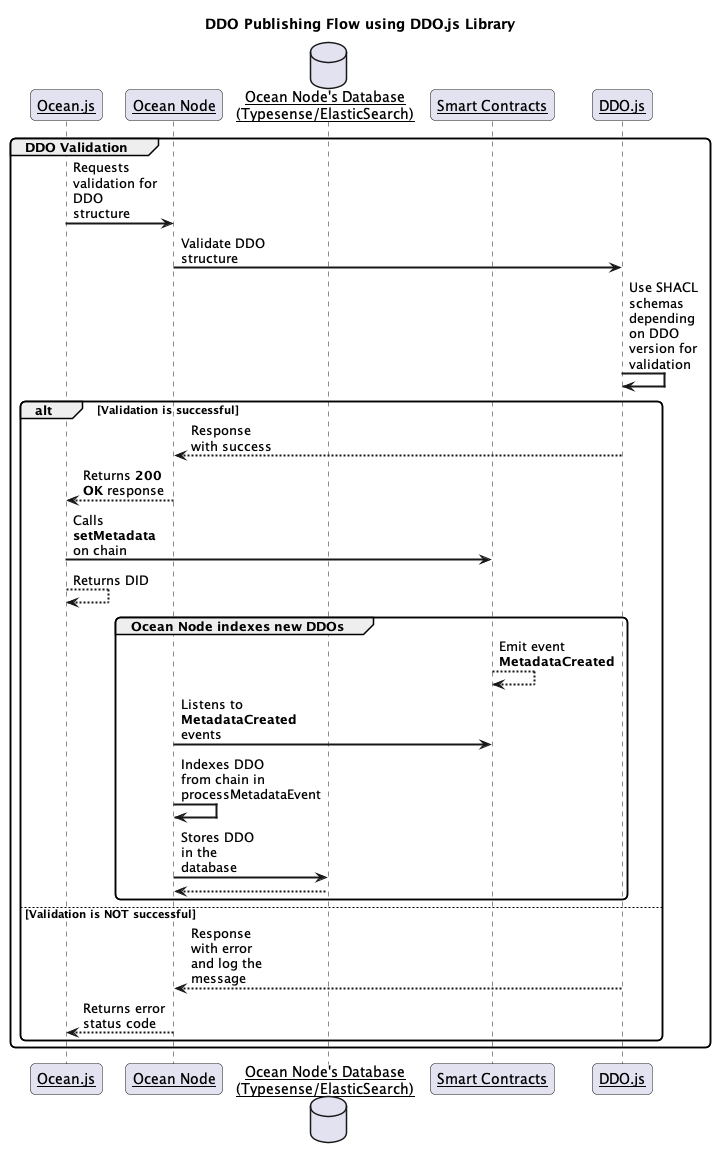 DDO Publishing Flow using DDO.js Library
Ocean.js
Ocean Node
Ocean Node's Database
(Typesense/ElasticSearch)
Smart Contracts
DDO.js
DDO Validation
Requests
validation for
DDO
structure
Validate DDO
structure
Use SHACL
schemas
depending
on DDO
version for
validation
alt
[Validation is successful]
Response
with success
Returns 200
OK response
Calls
setMetadata
on chain
Returns DID
Ocean Node indexes new DDOs
Emit event
MetadataCreated
Listens to
MetadataCreated
events
Indexes DDO
from chain in
processMetadataEvent
Stores DDO
in the
database
[Validation is NOT successful]
Response
with error
and log the
message
Returns error
status code
Ocean.js
Ocean Node
Ocean Node's Database
(Typesense/ElasticSearch)
Smart Contracts
DDO.js